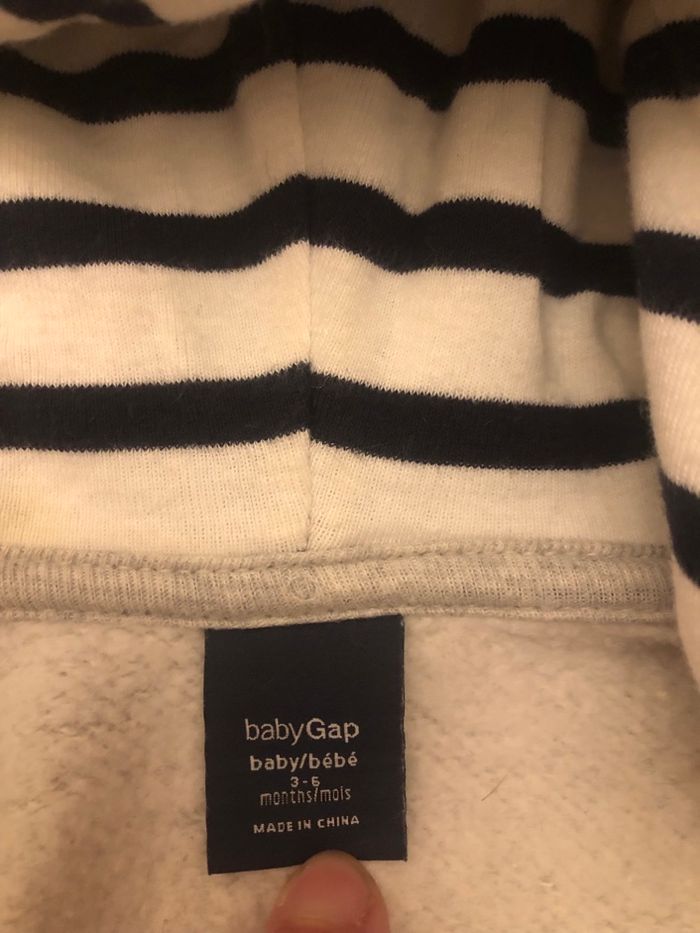 babyGap
baby/bébé
3-6
months/mois
MADE IN CHINA